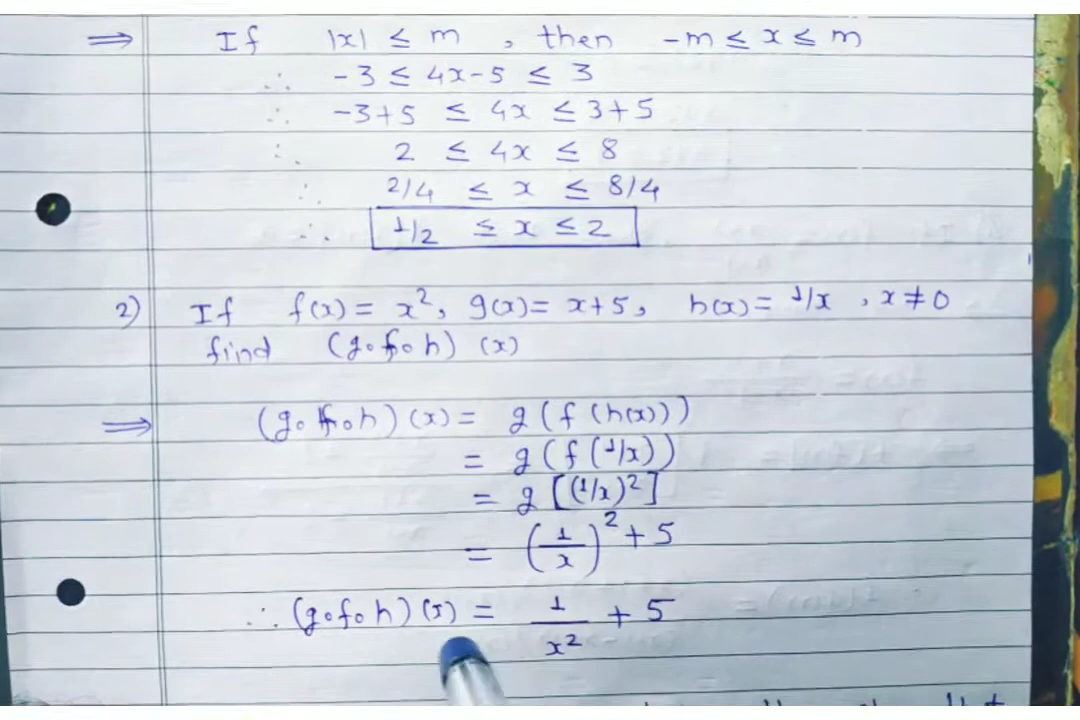 ⇒ If |x| ≤ m , then -m ≤ x ≤ m
∴ -3 ≤ 4x-5 ≤ 3
∴ -3+5 ≤ 4x ≤ 3+5
∴ 2 ≤ 4x ≤ 8
∴ 2/4 ≤ x ≤ 8/4
∴ 1/2 ≤ x ≤ 2
2) If f(x) = x², g(x) = x+5, h(x) = 1/x , x ≠ 0
find (g∘f∘h) (x)
⇒ (g∘f∘h) (x) = g (f (h(x)))
= g (f (1/x))
= g [(1/x)²]
= (1/x)² + 5
∴ (g∘f∘h) (x) = 1/x² + 5